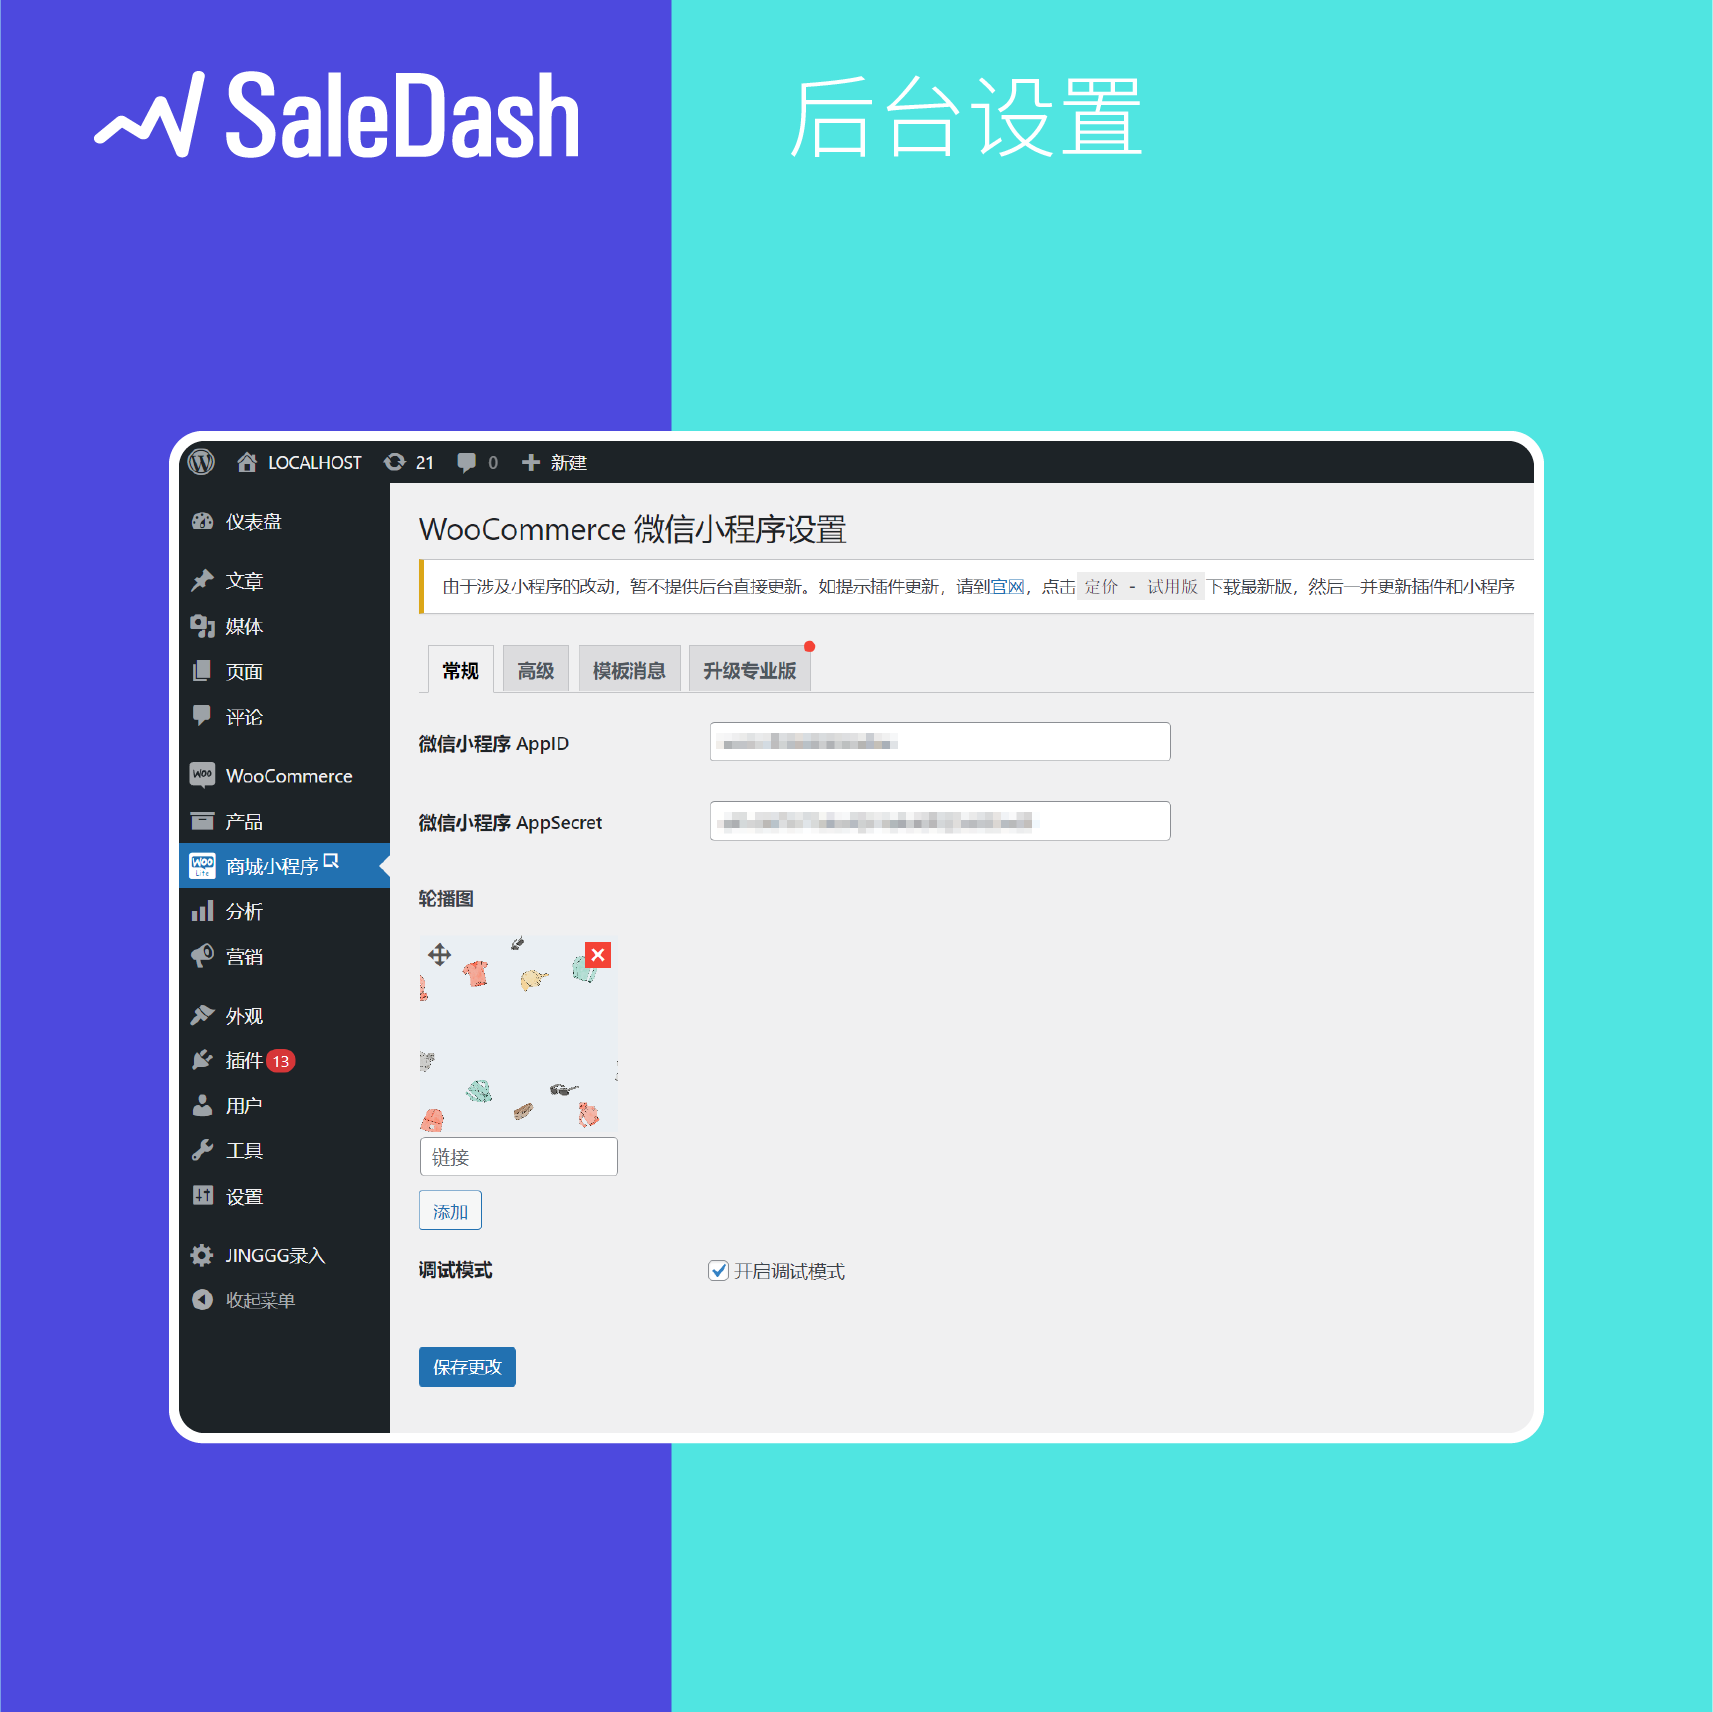 SaleDash
后台设置
LOCALHOST 21 0 新建
仪表盘
文章
媒体
页面
评论
WooCommerce
产品
商城小程序
分析
营销
外观
插件 13
用户
工具
设置
JINGGG录入
收起菜单
WooCommerce 微信小程序设置
由于涉及小程序的改动，暂不提供后台直接更新。如提示插件更新，请到官网，点击 定价 - 试用版 下载最新版，然后一并更新插件和小程序
常规 高级 模板消息 升级专业版
微信小程序 AppID
微信小程序 AppSecret
轮播图
链接
添加
调试模式 开启调试模式
保存更改